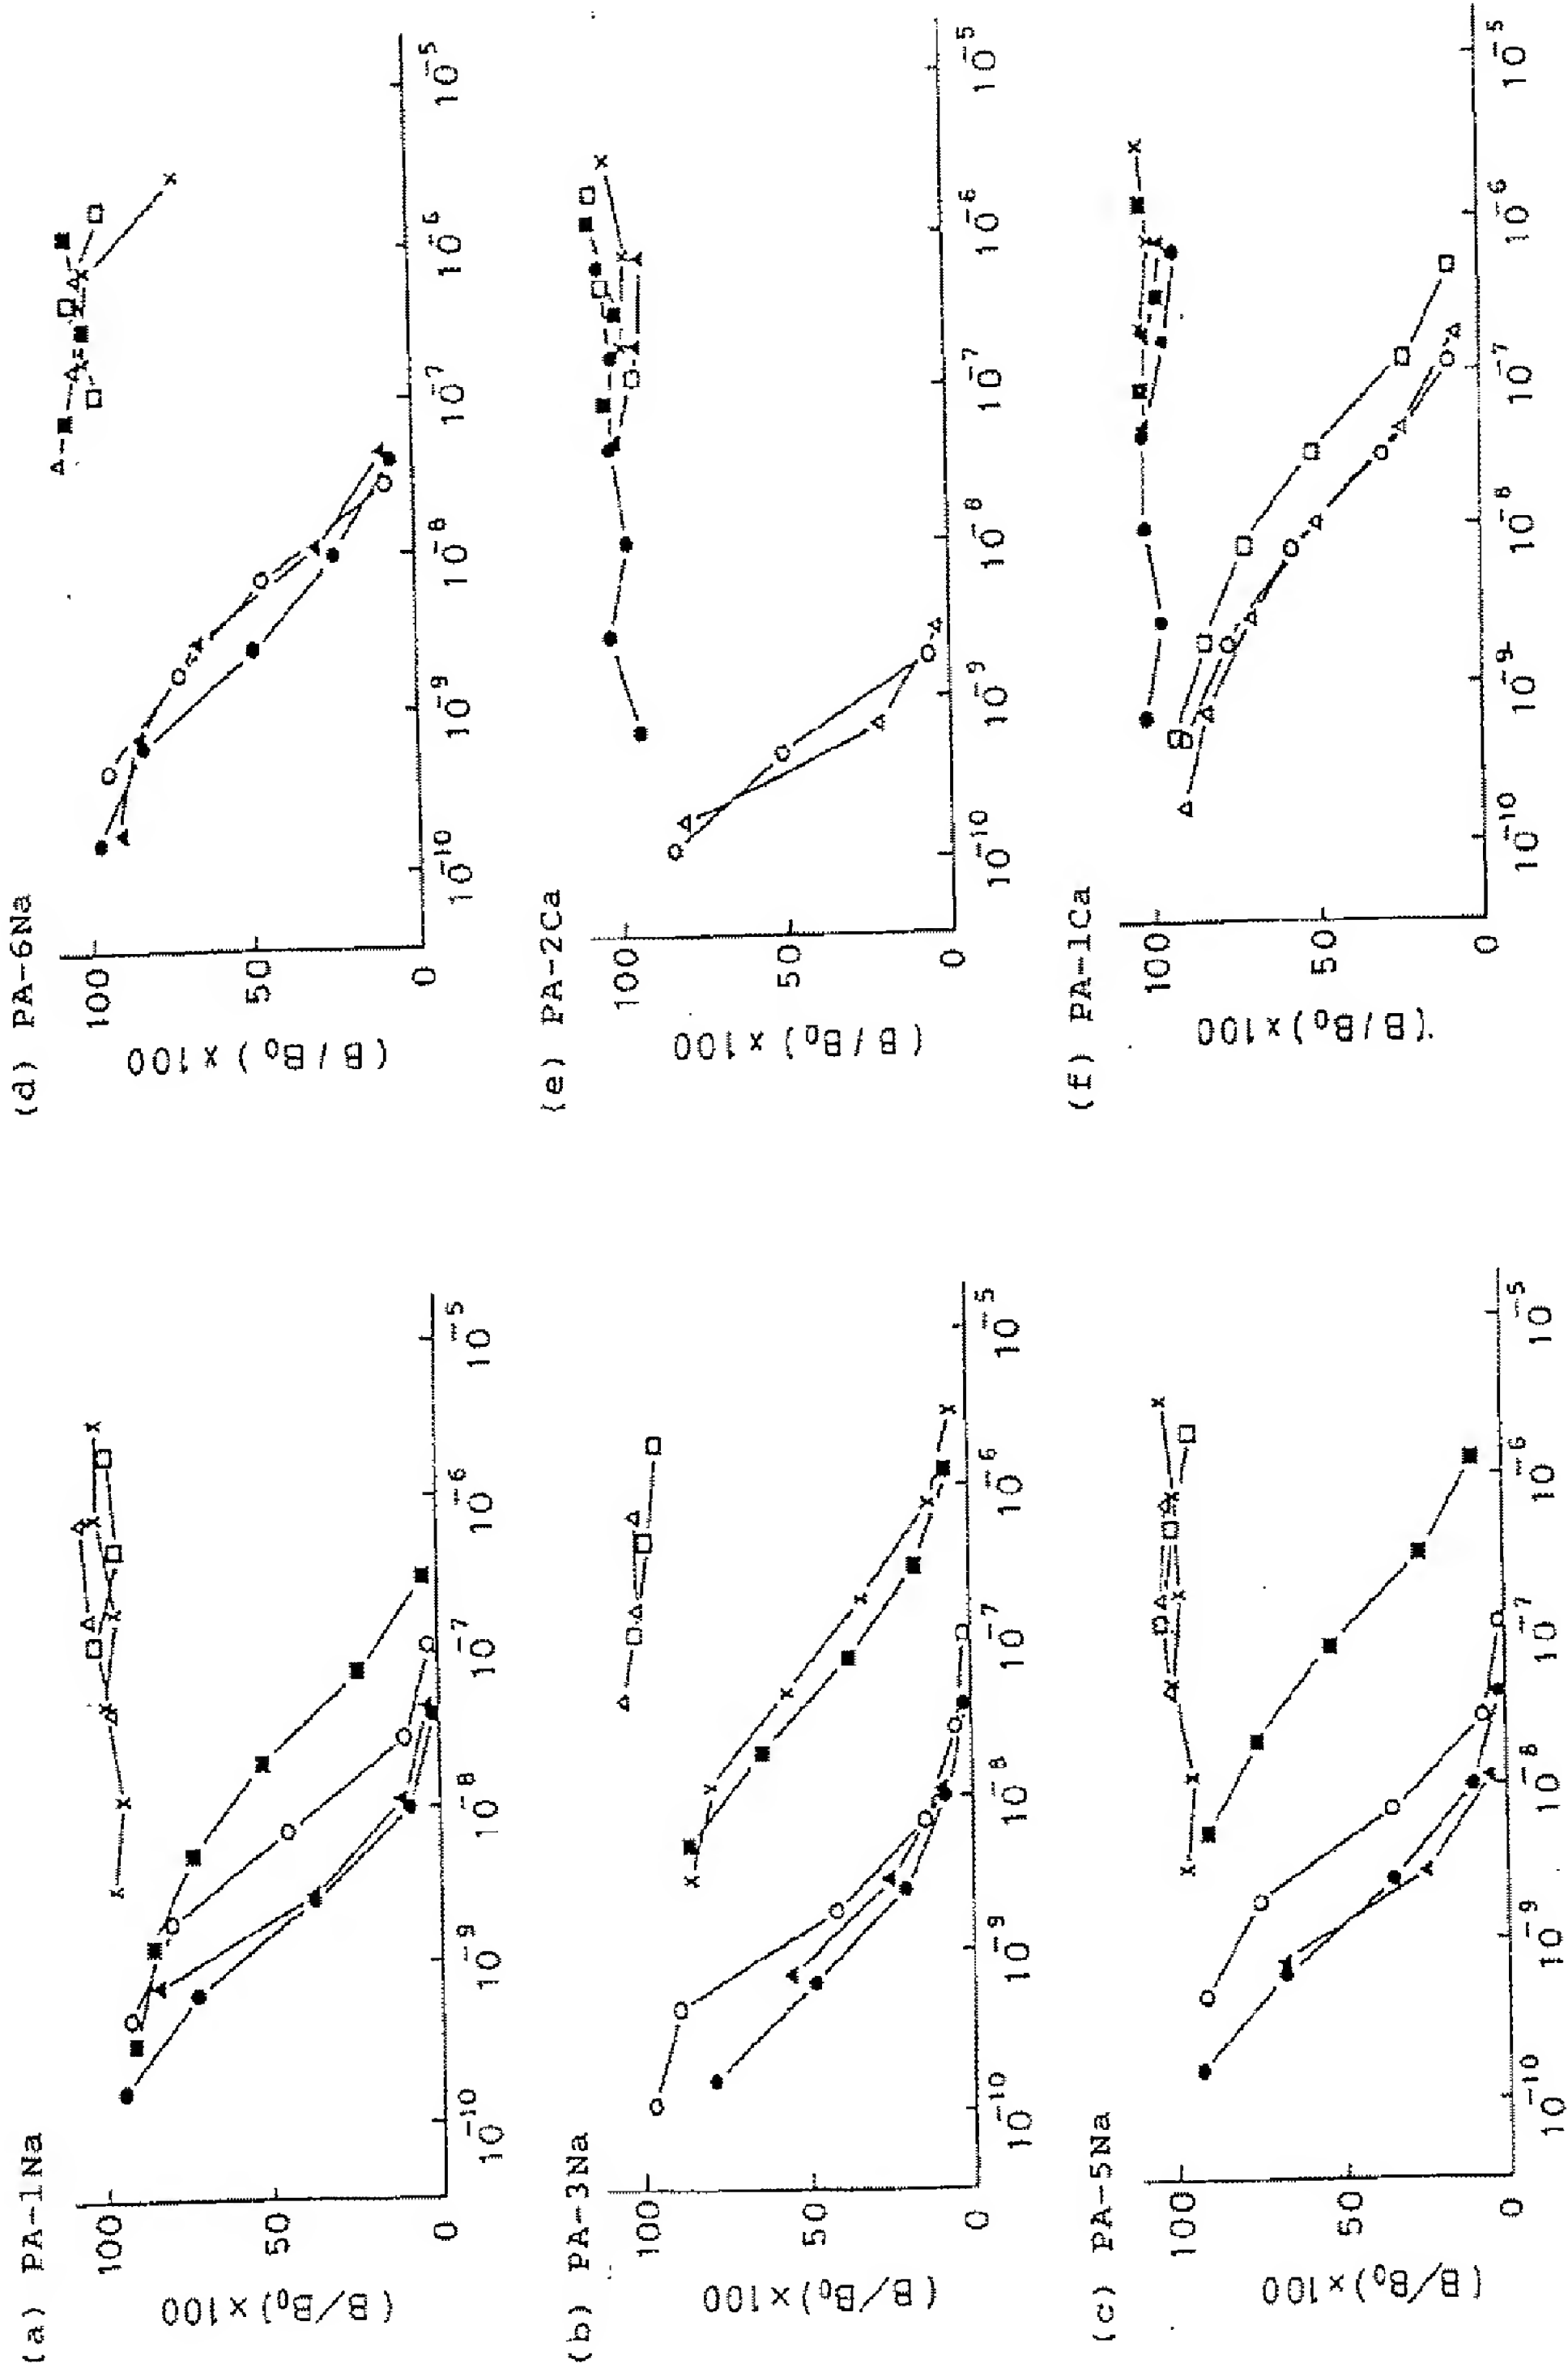 (a) PA-1Na
(B/B₀)×100
100
50
0
10⁻¹⁰ 10⁻⁹ 10⁻⁸ 10⁻⁷ 10⁻⁶ 10⁻⁵
(b) PA-3Na
(B/B₀)×100
100
50
0
10⁻¹⁰ 10⁻⁹ 10⁻⁸ 10⁻⁷ 10⁻⁶ 10⁻⁵
(c) PA-5Na
(B/B₀)×100
100
50
0
10⁻¹⁰ 10⁻⁹ 10⁻⁸ 10⁻⁷ 10⁻⁶ 10⁻⁵
(d) PA-6Na
(B/B₀)×100
100
50
0
10⁻¹⁰ 10⁻⁹ 10⁻⁸ 10⁻⁷ 10⁻⁶ 10⁻⁵
(e) PA-2Ca
(B/B₀)×100
100
50
0
10⁻¹⁰ 10⁻⁹ 10⁻⁸ 10⁻⁷ 10⁻⁶ 10⁻⁵
(f) PA-1Ca
(B/B₀)×100
100
50
0
10⁻¹⁰ 10⁻⁹ 10⁻⁸ 10⁻⁷ 10⁻⁶ 10⁻⁵